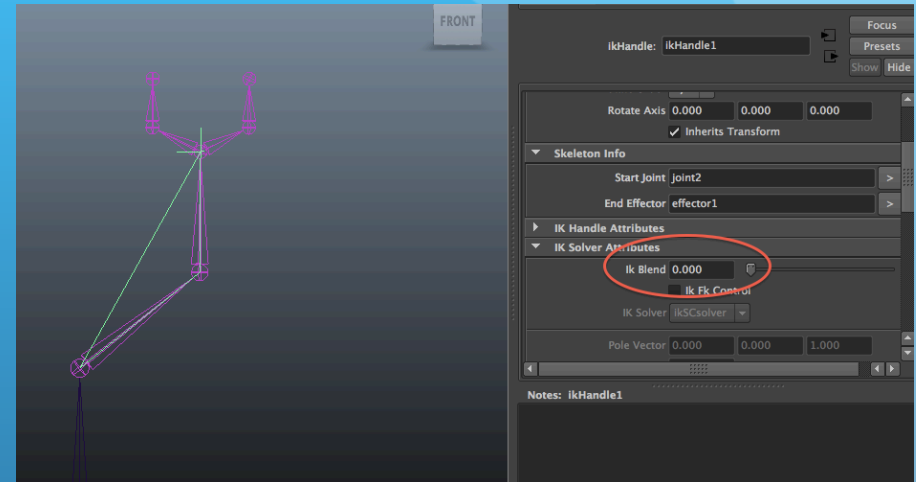 FRONT
Focus
ikHandle: ikHandle1
Presets
Show Hide
Rotate Axis 0.000 0.000 0.000
Inherits Transform
Skeleton Info
Start Joint joint2 >
End Effector effector1 >
IK Handle Attributes
IK Solver Attributes
Ik Blend 0.000
Ik Fk Control
IK Solver ikSCsolver
Pole Vector 0.000 0.000 1.000
Notes: ikHandle1